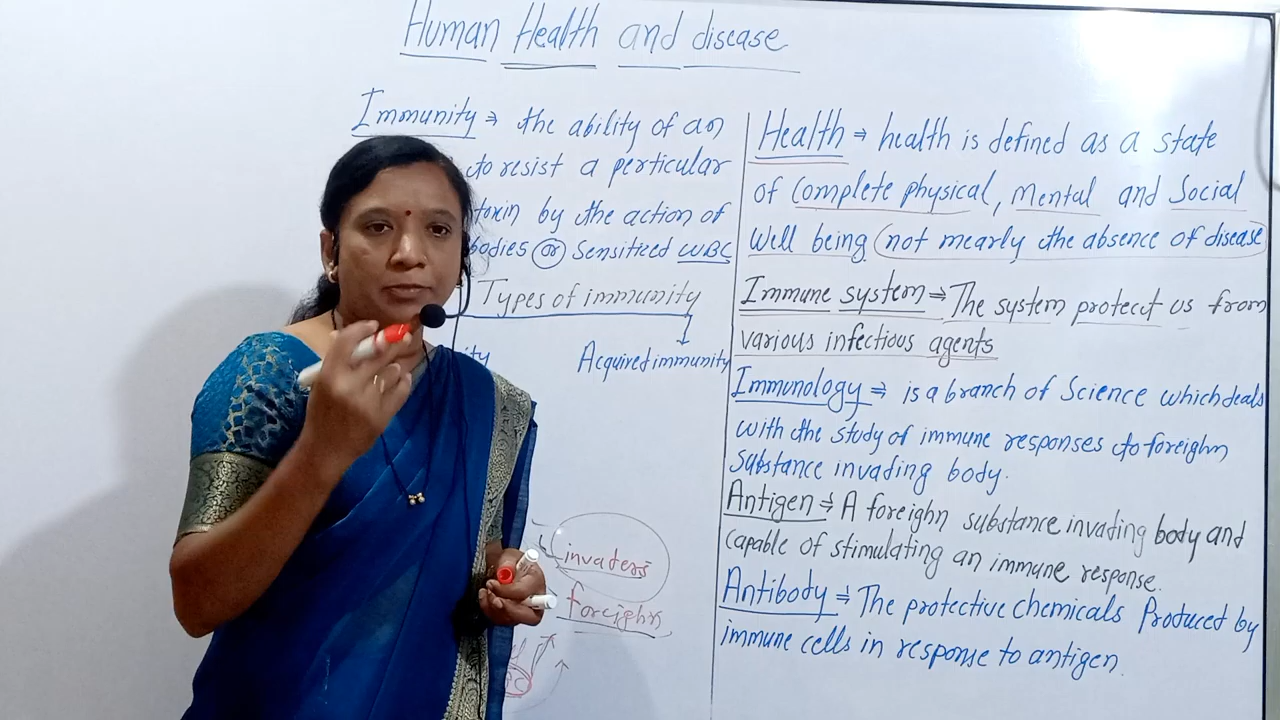 Human Health and disease
Immunity → the ability of an
to resist a perticular
toxin by the action of
bodies or Sensitized WBC
Types of immunity
ity
Acquired immunity
invaders
foreighns
Health → health is defined as a state
of complete physical, Mental and Social
Well being (not mearly the absence of disease)
Immune system → The system protect us from
various infectious agents
Immunology → is a branch of Science which deals
with the study of immune responses to foreighn
substance invading body.
Antigen → A foreighn substance invading body and
capable of stimulating an immune response.
Antibody → The protective chemicals Produced by
immune cells in response to antigen.